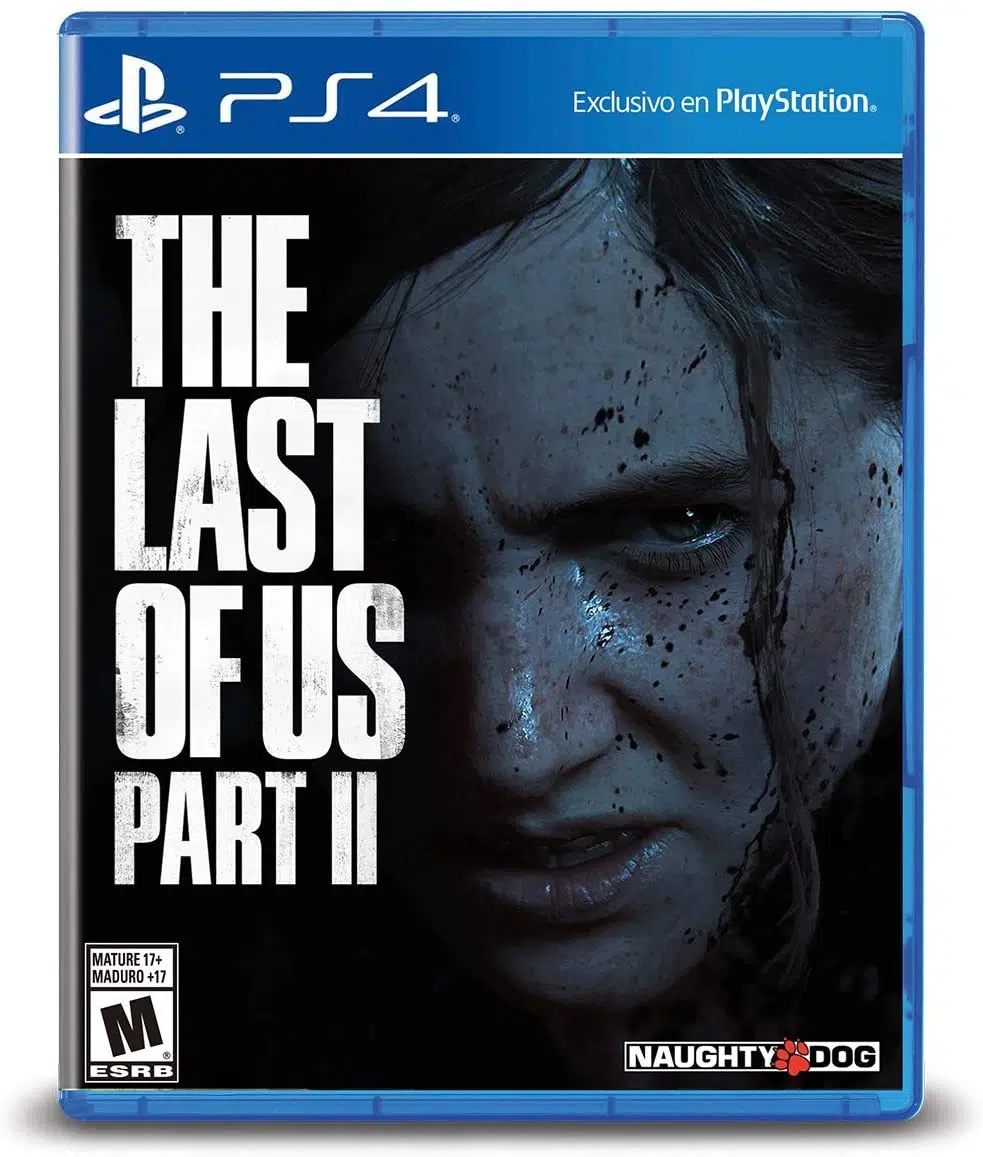 PS4
Exclusivo en PlayStation
THE
LAST
OF US
PART II
MATURE 17+
MADURO +17
M
ESRB
NAUGHTY DOG